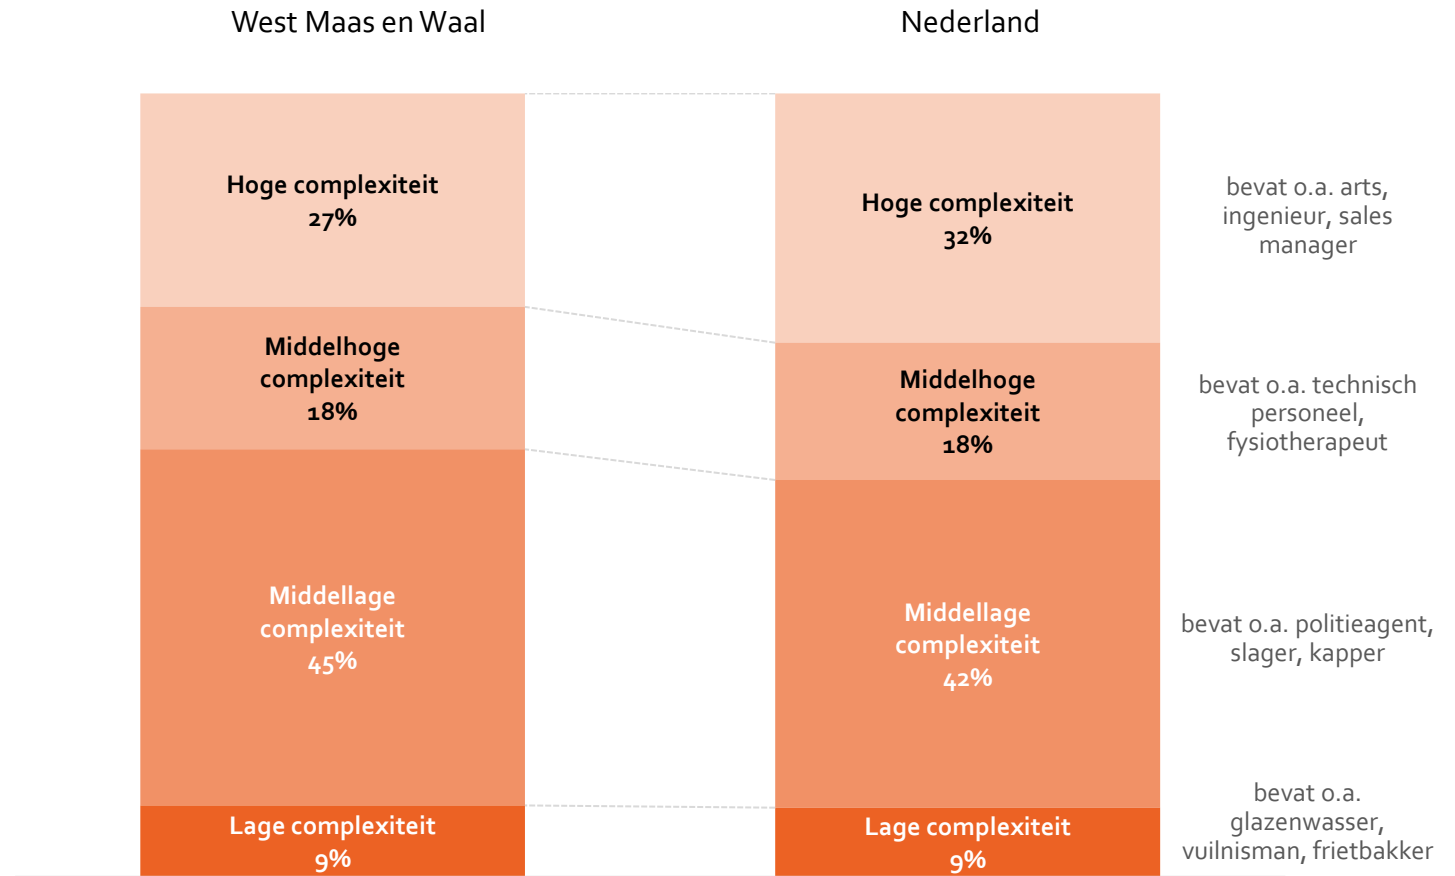 West Maas en Waal
Nederland
Hoge complexiteit
27%
Middelhoge
complexiteit
18%
Middellage
complexiteit
45%
Lage complexiteit
9%
Hoge complexiteit
32%
Middelhoge
complexiteit
18%
Middellage
complexiteit
42%
Lage complexiteit
9%
bevat o.a. arts,
ingenieur, sales
manager
bevat o.a. technisch
personeel,
fysiotherapeut
bevat o.a. politieagent,
slager, kapper
bevat o.a.
glazenwasser,
vuilnisman, frietbakker